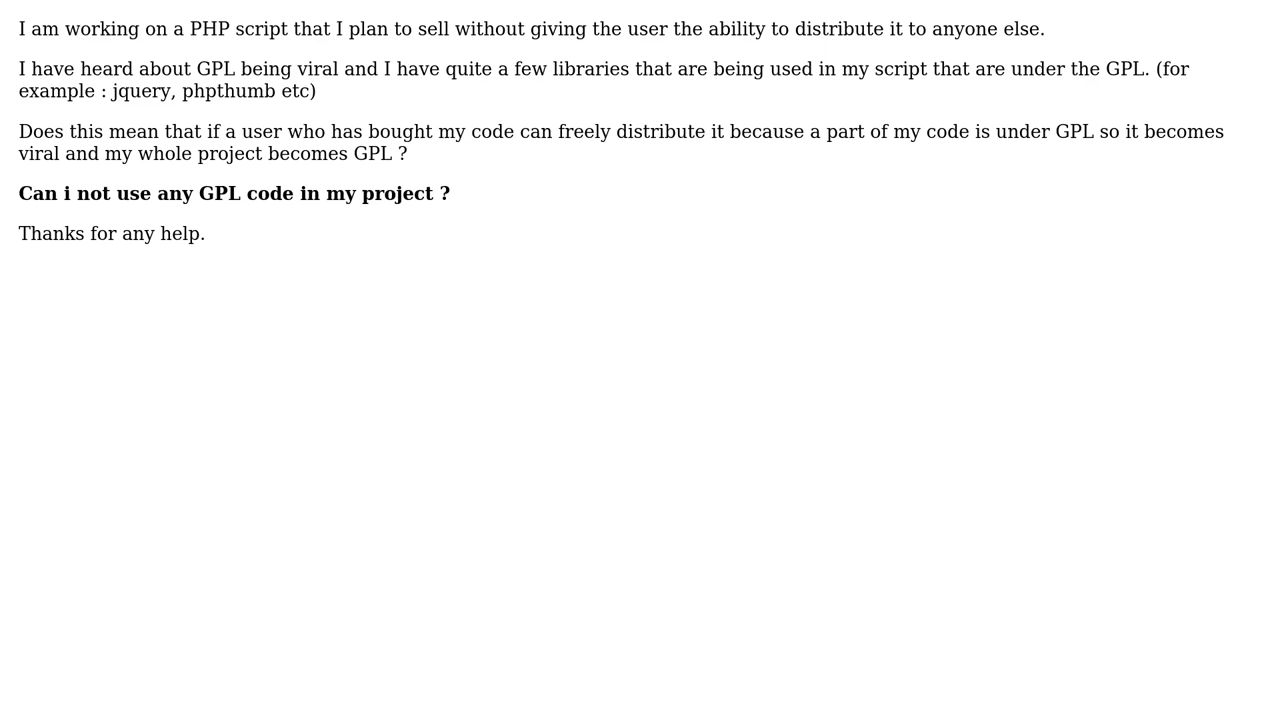 I am working on a PHP script that I plan to sell without giving the user the ability to distribute it to anyone else.
I have heard about GPL being viral and I have quite a few libraries that are being used in my script that are under the GPL. (for
example : jquery, phpthumb etc)
Does this mean that if a user who has bought my code can freely distribute it because a part of my code is under GPL so it becomes
viral and my whole project becomes GPL ?
Can i not use any GPL code in my project ?
Thanks for any help.